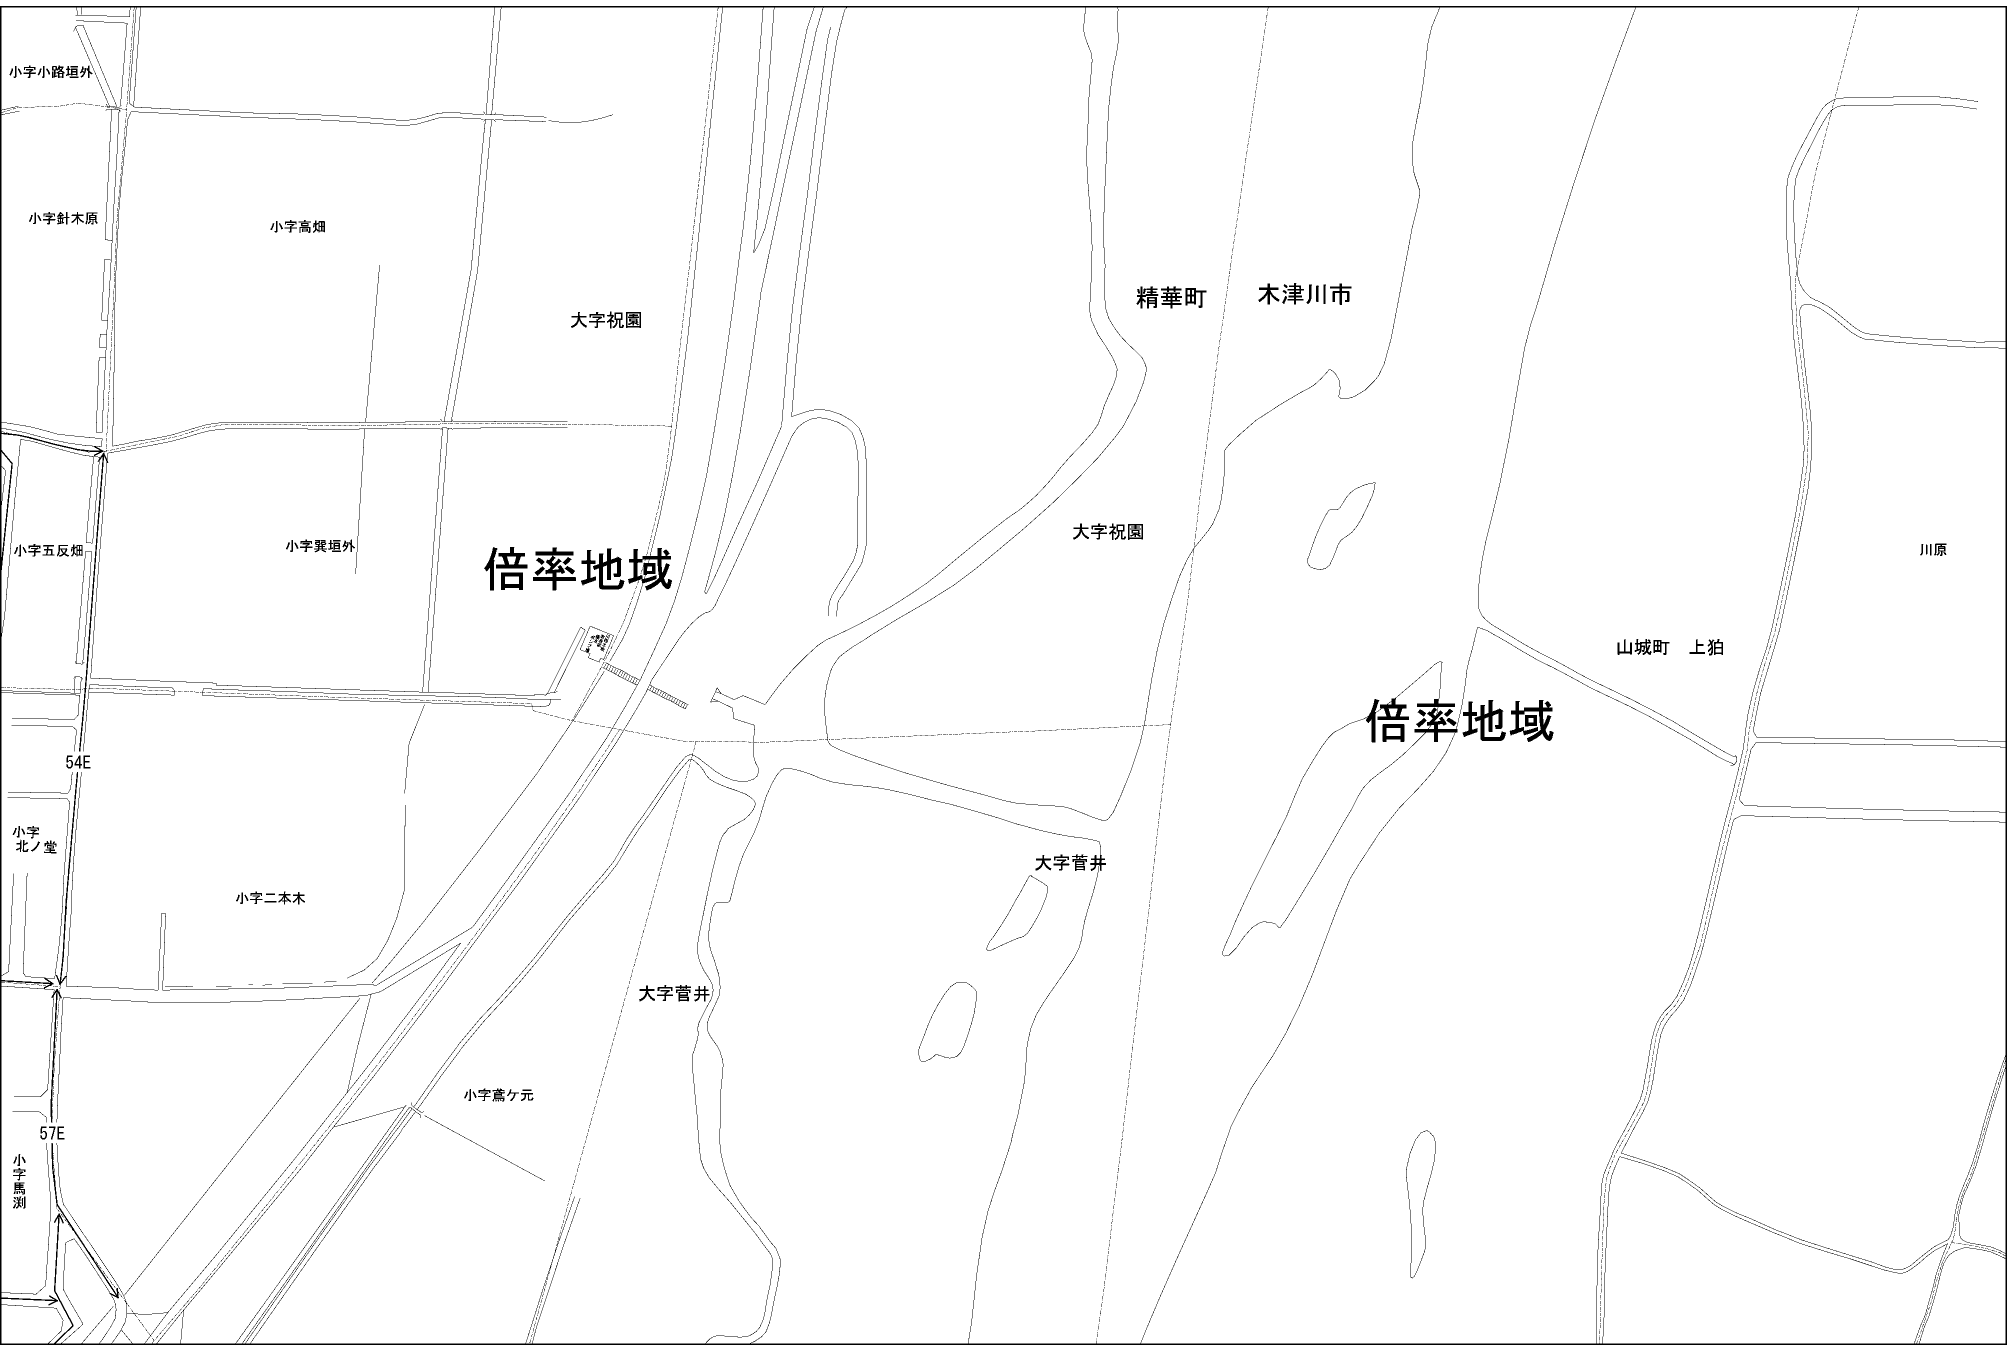 小字小路垣外
小字針木原
小字高畑
精華町
木津川市
大字祝園
大字祝園
小字五反畑
小字巽垣外
川原
倍率地域
山城町　上狛
倍率地域
54E
小字
北ノ堂
大字菅井
小字二本木
大字菅井
小字鳶ケ元
57E
小字馬渕